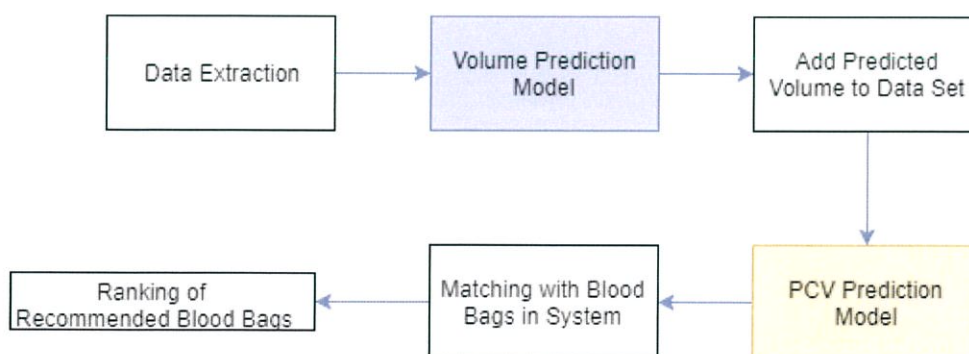 Data Extraction
Volume Prediction
Model
Add Predicted
Volume to Data Set
PCV Prediction
Model
Matching with Blood
Bags in System
Ranking of
Recommended Blood Bags